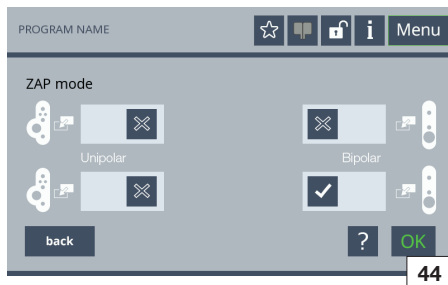 PROGRAM NAME
i
Menu
ZAP mode
Unipolar
Bipolar
back
?
OK
44